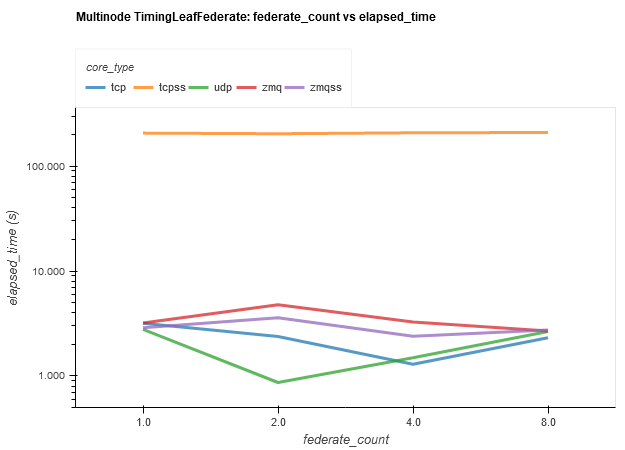 Multinode TimingLeafFederate: federate_count vs elapsed_time
core_type
tcp tcpss udp zmq zmqss
elapsed_time (s)
100.000
10.000
1.000
1.0 2.0 4.0 8.0
federate_count